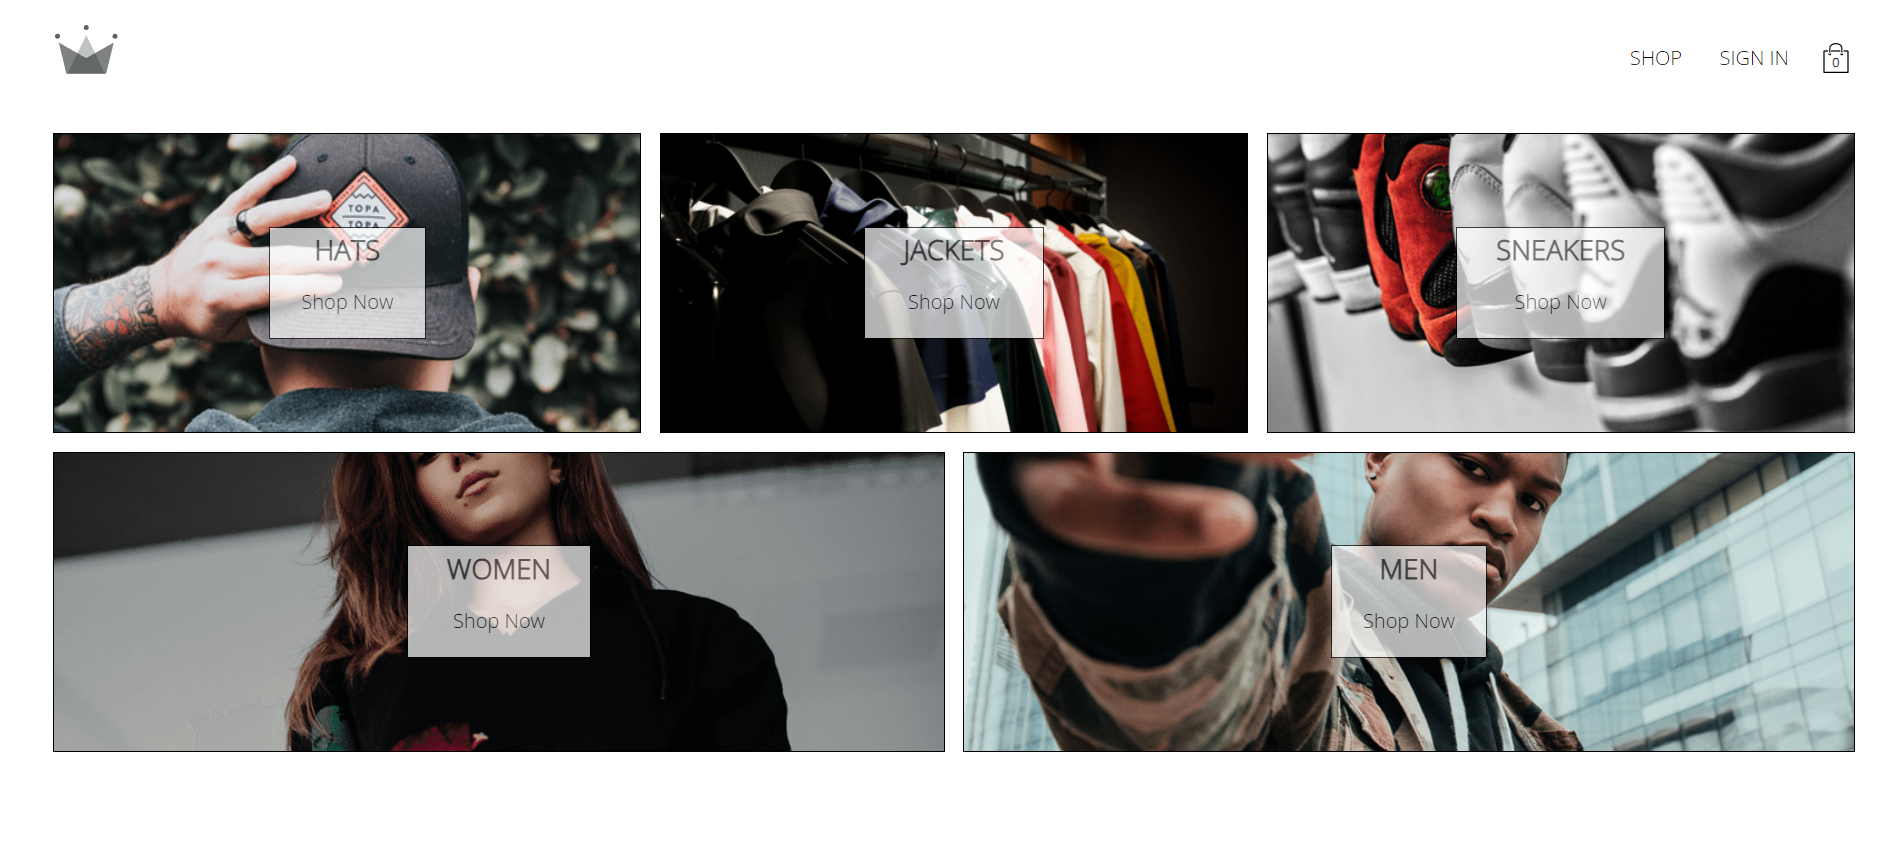 SHOP SIGN IN 0
TOPA
TOPA
HATS
Shop Now
JACKETS
Shop Now
SNEAKERS
Shop Now
WOMEN
Shop Now
MEN
Shop Now